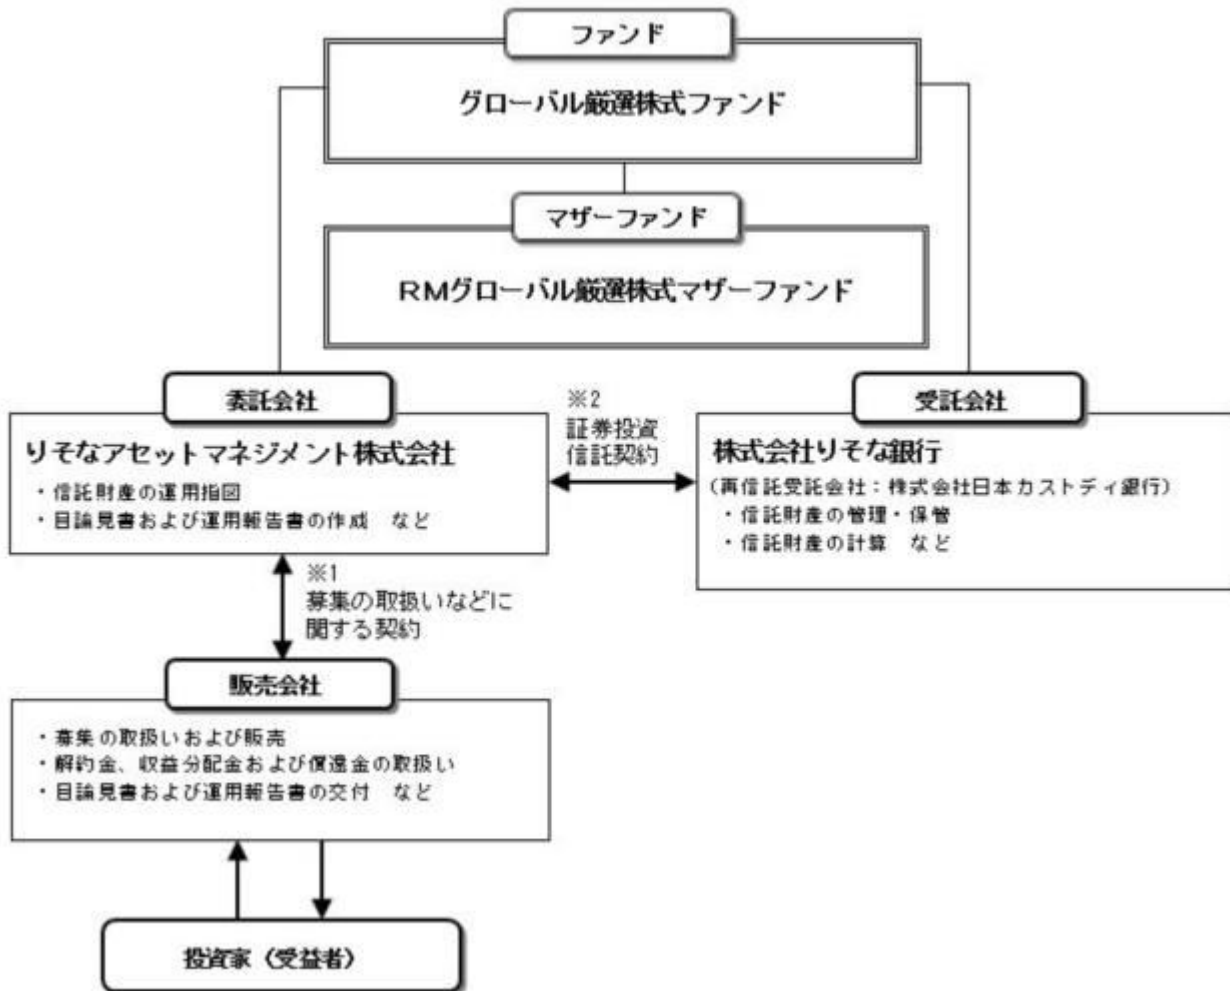 ファンド
グローバル厳選株式ファンド
マザーファンド
RMグローバル厳選株式マザーファンド
委託会社
りそなアセットマネジメント株式会社
・信託財産の運用指図
・目論見書および運用報告書の作成　など
※2
証券投資
信託契約
受託会社
株式会社りそな銀行
（再信託受託会社：株式会社日本カストディ銀行）
・信託財産の管理・保管
・信託財産の計算　など
※1
募集の取扱いなどに
関する契約
販売会社
・募集の取扱いおよび販売
・解約金、収益分配金および償還金の取扱い
・目論見書および運用報告書の交付　など
投資家（受益者）